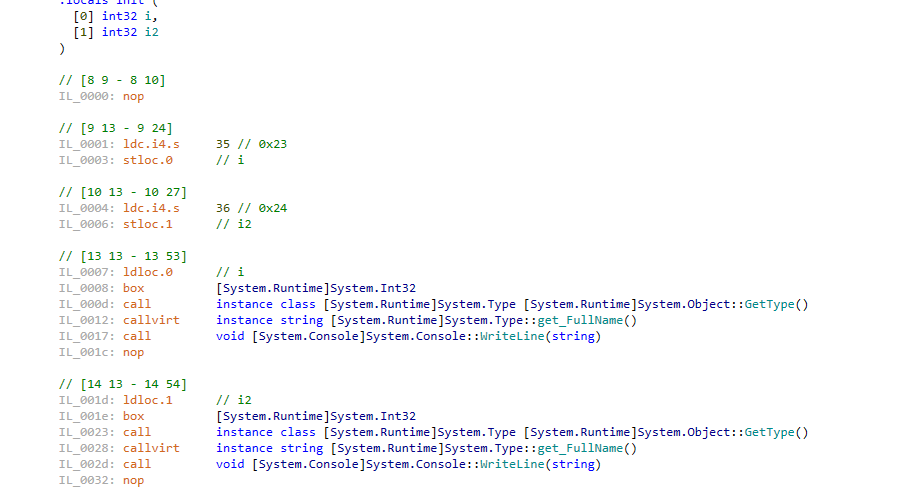 .locals init (
[0] int32 i,
[1] int32 i2
)
// [8 9 - 8 10]
IL_0000: nop
// [9 13 - 9 24]
IL_0001: ldc.i4.s 35 // 0x23
IL_0003: stloc.0 // i
// [10 13 - 10 27]
IL_0004: ldc.i4.s 36 // 0x24
IL_0006: stloc.1 // i2
// [13 13 - 13 53]
IL_0007: ldloc.0 // i
IL_0008: box [System.Runtime]System.Int32
IL_000d: call instance class [System.Runtime]System.Type [System.Runtime]System.Object::GetType()
IL_0012: callvirt instance string [System.Runtime]System.Type::get_FullName()
IL_0017: call void [System.Console]System.Console::WriteLine(string)
IL_001c: nop
// [14 13 - 14 54]
IL_001d: ldloc.1 // i2
IL_001e: box [System.Runtime]System.Int32
IL_0023: call instance class [System.Runtime]System.Type [System.Runtime]System.Object::GetType()
IL_0028: callvirt instance string [System.Runtime]System.Type::get_FullName()
IL_002d: call void [System.Console]System.Console::WriteLine(string)
IL_0032: nop